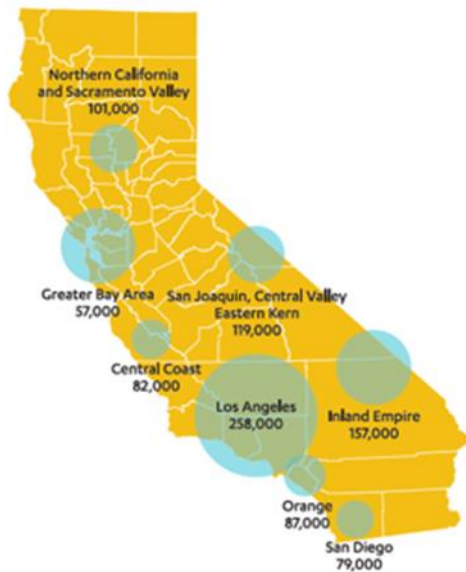 Northern California
and Sacramento Valley
101,000
Greater Bay Area
57,000
San Joaquin, Central Valley
Eastern Kern
119,000
Central Coast
82,000
Los Angeles
258,000
Inland Empire
157,000
Orange
87,000
San Diego
79,000